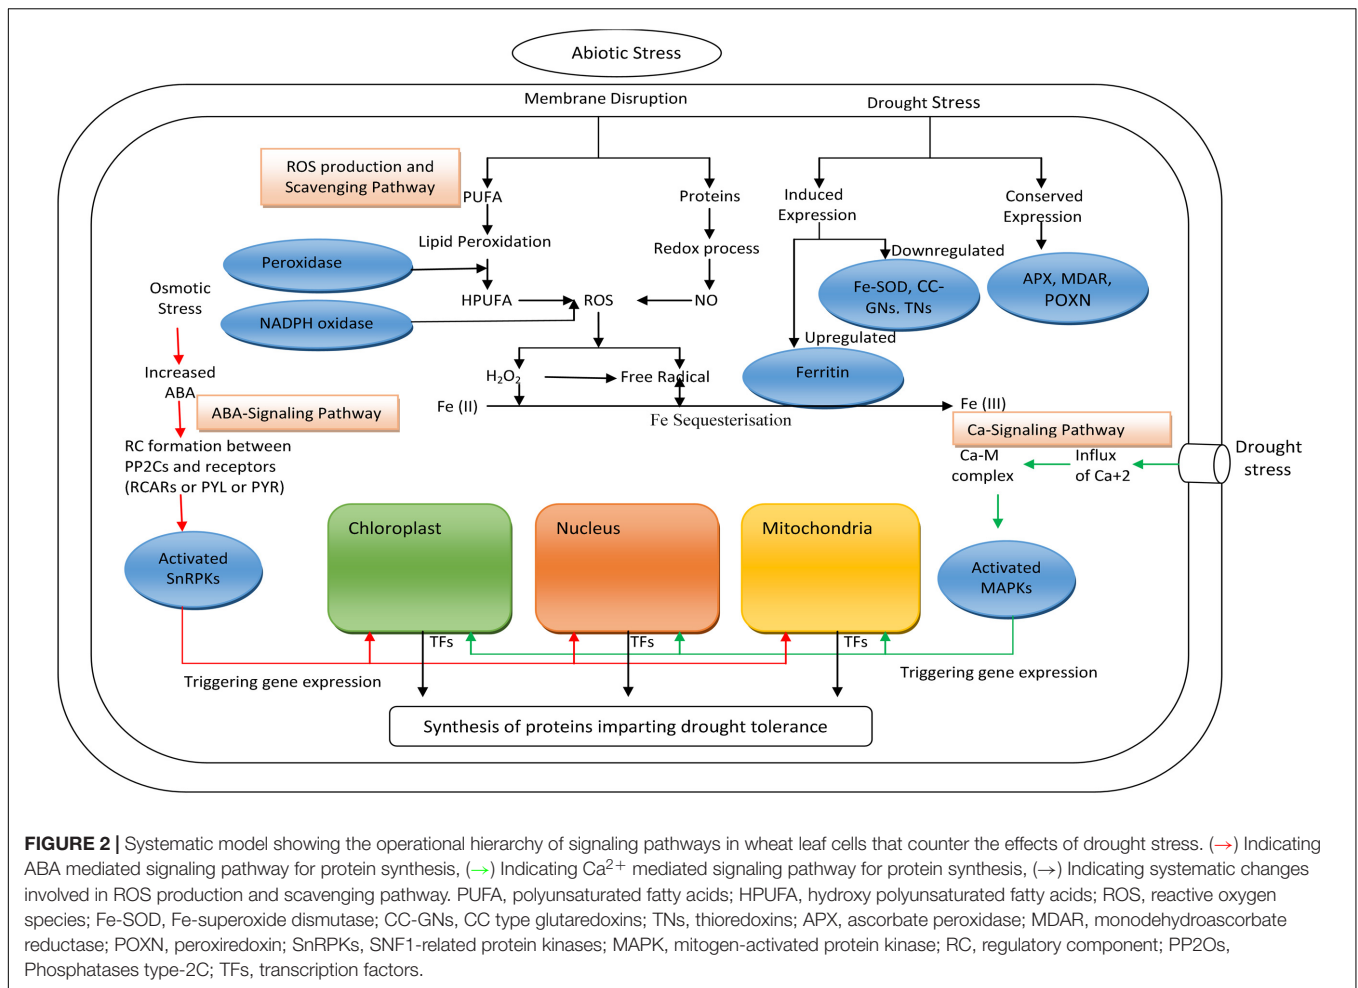 Abiotic Stress
Membrane Disruption
Drought Stress
ROS production and
Scavenging Pathway
PUFA
Proteins
Induced
Expression
Conserved
Expression
Lipid Peroxidation
Redox process
Downregulated
Peroxidase
Fe-SOD, CC-
GNs. TNs
APX, MDAR,
POXN
Osmotic
Stress
HPUFA
ROS
NO
NADPH oxidase
Upregulated
Increased
ABA
H₂O₂
Free Radical
Ferritin
ABA-Signaling Pathway
Fe (II)
Fe Sequesterisation
Fe (III)
Ca-Signaling Pathway
RC formation between
PP2Cs and receptors
(RCARs or PYL or PYR)
Ca-M
complex
Influx
of Ca+2
Drought
stress
Chloroplast
Nucleus
Mitochondria
Activated
SnRPKs
Activated
MAPKs
TFs
TFs
TFs
Triggering gene expression
Triggering gene expression
Synthesis of proteins imparting drought tolerance
FIGURE 2 | Systematic model showing the operational hierarchy of signaling pathways in wheat leaf cells that counter the effects of drought stress. (→) Indicating
ABA mediated signaling pathway for protein synthesis, (→) Indicating Ca²⁺ mediated signaling pathway for protein synthesis, (→) Indicating systematic changes
involved in ROS production and scavenging pathway. PUFA, polyunsaturated fatty acids; HPUFA, hydroxy polyunsaturated fatty acids; ROS, reactive oxygen
species; Fe-SOD, Fe-superoxide dismutase; CC-GNs, CC type glutaredoxins; TNs, thioredoxins; APX, ascorbate peroxidase; MDAR, monodehydroascorbate
reductase; POXN, peroxiredoxin; SnRPKs, SNF1-related protein kinases; MAPK, mitogen-activated protein kinase; RC, regulatory component; PP2Os,
Phosphatases type-2C; TFs, transcription factors.